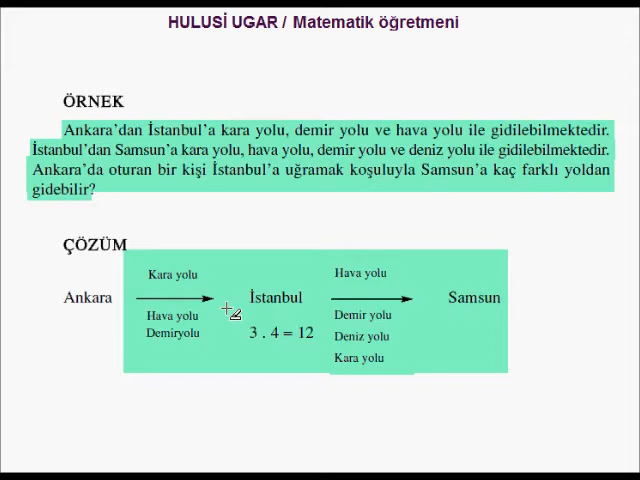 HULUSİ UGAR / Matematik öğretmeni
ÖRNEK
Ankara'dan İstanbul'a kara yolu, demir yolu ve hava yolu ile gidilebilmektedir.
İstanbul'dan Samsun'a kara yolu, hava yolu, demir yolu ve deniz yolu ile gidilebilmektedir.
Ankara'da oturan bir kişi İstanbul'a uğramak koşuluyla Samsun'a kaç farklı yoldan
gidebilir?
ÇÖZÜM
Kara yolu
Hava yolu
Ankara
İstanbul
Samsun
Hava yolu
Demir yolu
Demiryolu
3 . 4 = 12
Deniz yolu
Kara yolu